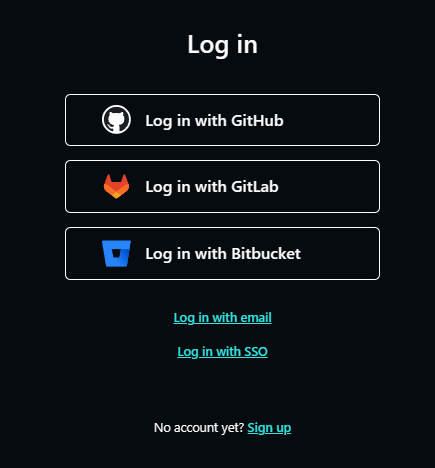 Log in
Log in with GitHub
Log in with GitLab
Log in with Bitbucket
Log in with email
Log in with SSO
No account yet? Sign up